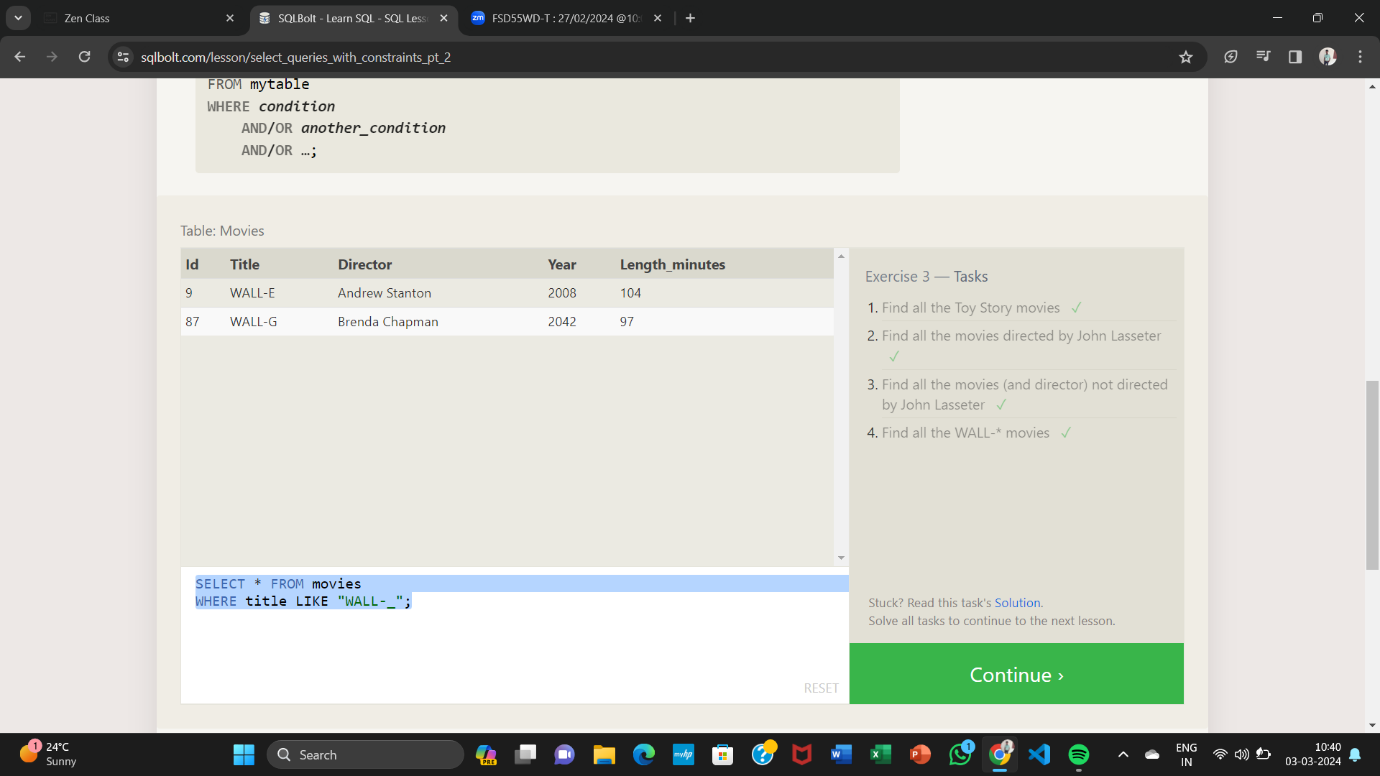 Zen Class
SQLBolt - Learn SQL - SQL Less
zm FSD55WD-T : 27/02/2024 @10:
sqlbolt.com/lesson/select_queries_with_constraints_pt_2
FROM mytable
WHERE condition
AND/OR another_condition
AND/OR …;
Table: Movies
Id Title Director Year Length_minutes
9 WALL-E Andrew Stanton 2008 104
87 WALL-G Brenda Chapman 2042 97
Exercise 3 — Tasks
1. Find all the Toy Story movies ✓
2. Find all the movies directed by John Lasseter
✓
3. Find all the movies (and director) not directed
by John Lasseter ✓
4. Find all the WALL-* movies ✓
SELECT * FROM movies
WHERE title LIKE "WALL-_";
RESET
Stuck? Read this task's Solution.
Solve all tasks to continue to the next lesson.
Continue ›
1
24°C
Sunny
Search
PRE
myhp
W
X
P
1
ENG
IN
10:40
03-03-2024